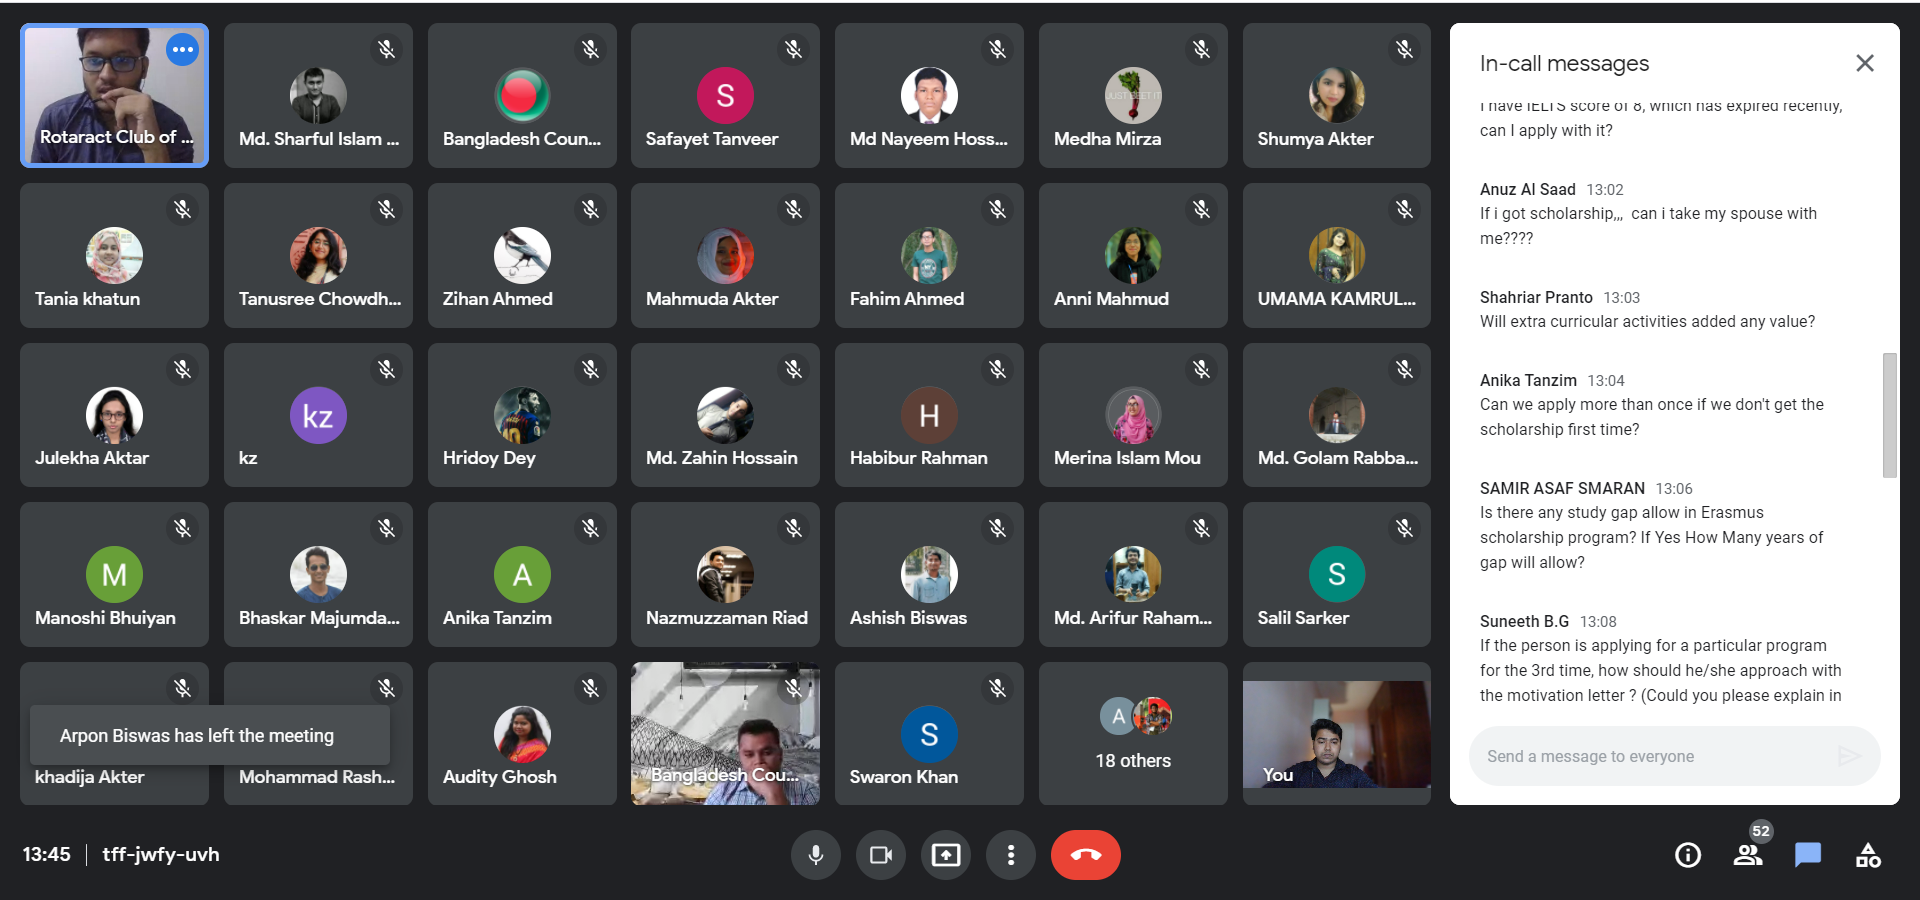 Rotaract Club of ...
Md. Sharful Islam ...
Bangladesh Coun...
S
Safayet Tanveer
Md Nayeem Hoss...
JUST BEET IT
Medha Mirza
Shumya Akter
Tania khatun
Tanusree Chowdh...
Zihan Ahmed
Mahmuda Akter
Fahim Ahmed
Anni Mahmud
UMAMA KAMRUL...
Julekha Aktar
kz
kz
Hridoy Dey
10
Md. Zahin Hossain
H
Habibur Rahman
Merina Islam Mou
Md. Golam Rabba...
M
Manoshi Bhuiyan
Bhaskar Majumda...
A
Anika Tanzim
Nazmuzzaman Riad
Ashish Biswas
Md. Arifur Raham...
S
Salil Sarker
Arpon Biswas has left the meeting
khadija Akter
Mohammad Rash...
Audity Ghosh
Bangladesh Cou...
S
Swaron Khan
A
18 others
You
In-call messages
I have IELTS score of 8, which has expired recently,
can I apply with it?
Anuz Al Saad 13:02
If i got scholarship,,, can i take my spouse with
me????
Shahriar Pranto 13:03
Will extra curricular activities added any value?
Anika Tanzim 13:04
Can we apply more than once if we don't get the
scholarship first time?
SAMIR ASAF SMARAN 13:06
Is there any study gap allow in Erasmus
scholarship program? If Yes How Many years of
gap will allow?
Suneeth B.G 13:08
If the person is applying for a particular program
for the 3rd time, how should he/she approach with
the motivation letter ? (Could you please explain in
Send a message to everyone
13:45 | tff-jwfy-uvh
52